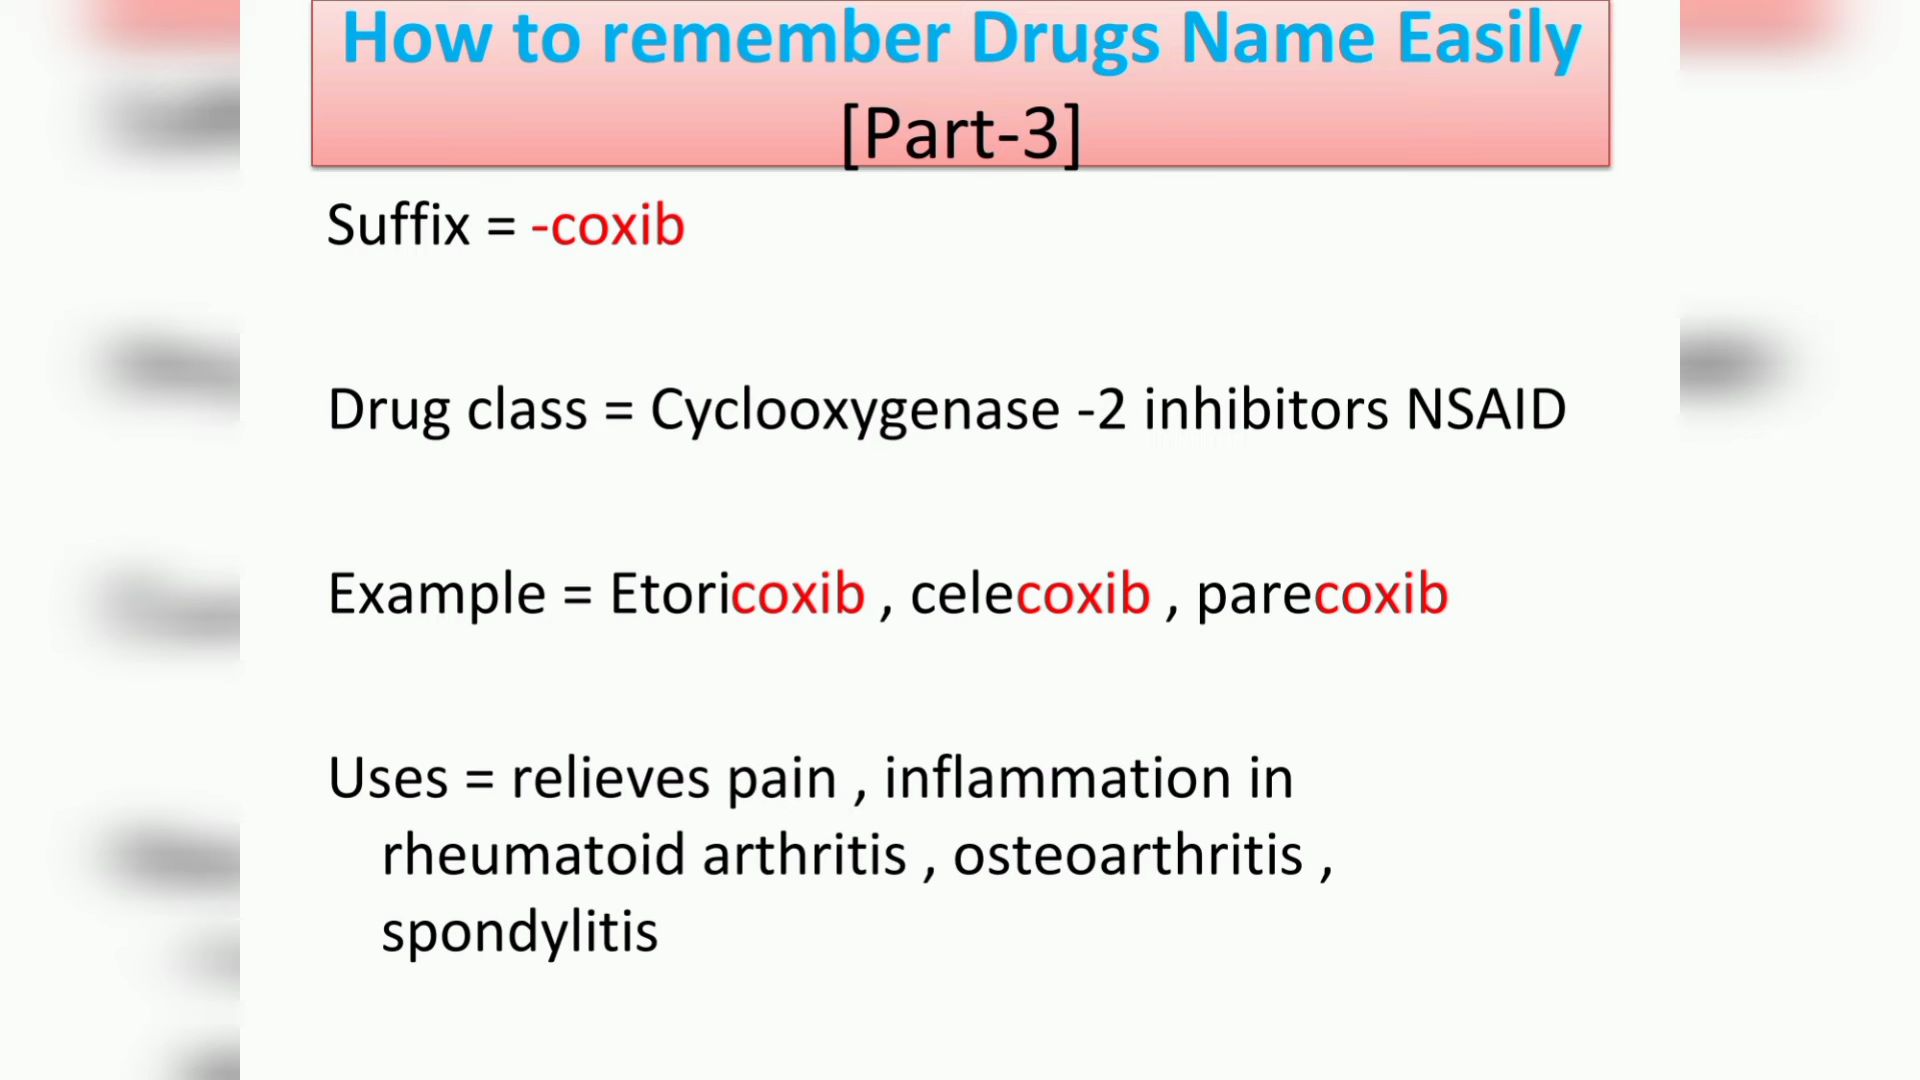 How to remember Drugs Name Easily
[Part-3]
Suffix = -coxib
Drug class = Cyclooxygenase -2 inhibitors NSAID
Example = Etoricoxib , celecoxib , parecoxib
Uses = relieves pain , inflammation in
rheumatoid arthritis , osteoarthritis ,
spondylitis